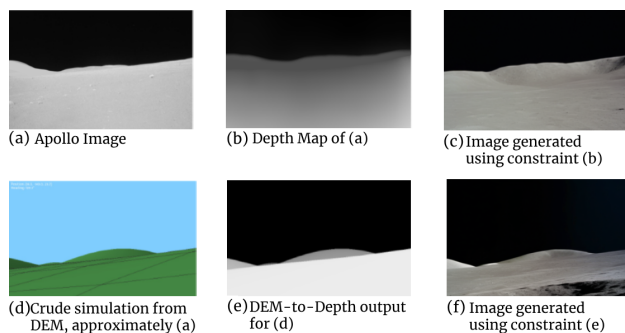 (a) Apollo Image
(b) Depth Map of (a)
(c) Image generated
using constraint (b)
(d)Crude simulation from
DEM, approximately (a)
(e) DEM-to-Depth output
for (d)
(f) Image generated
using constraint (e)